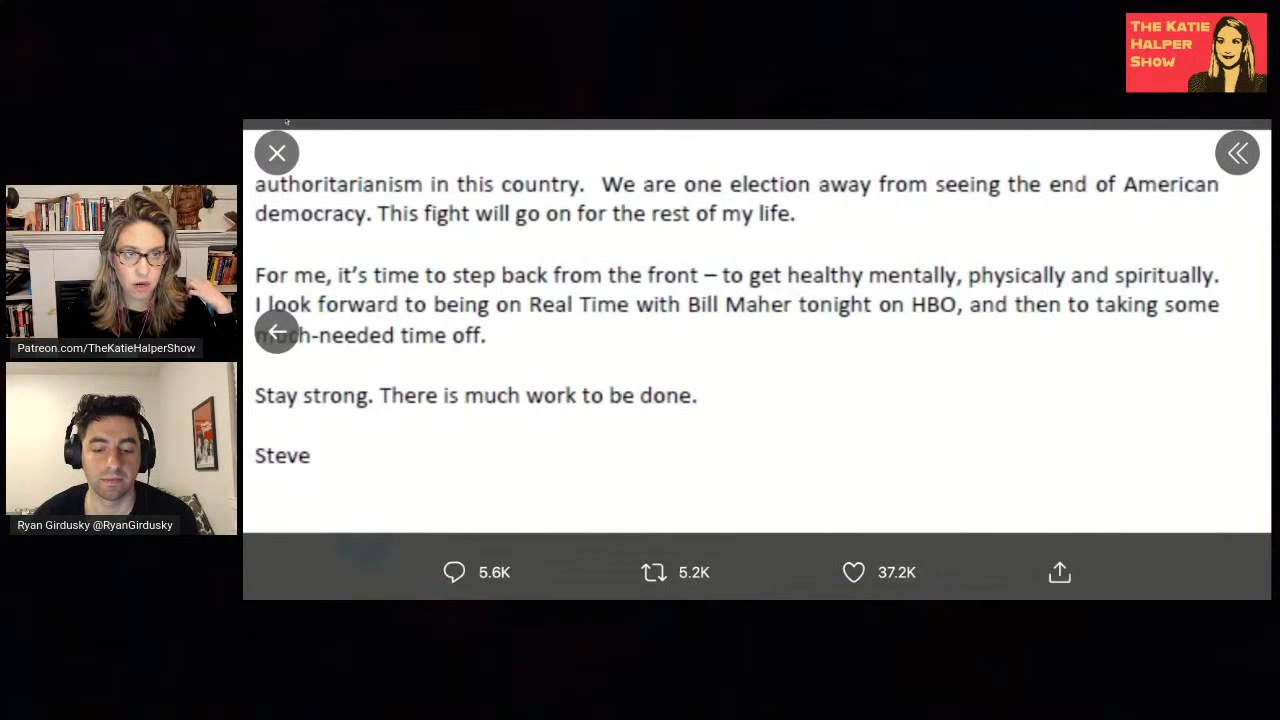 THE KATIE
HALPER
SHOW
authoritarianism in this country. We are one election away from seeing the end of American
democracy. This fight will go on for the rest of my life.
For me, it’s time to step back from the front – to get healthy mentally, physically and spiritually.
I look forward to being on Real Time with Bill Maher tonight on HBO, and then to taking some
much-needed time off.
Stay strong. There is much work to be done.
Steve
5.6K
5.2K
37.2K
Patreon.com/TheKatieHalperShow
Ryan Girdusky @RyanGirdusky